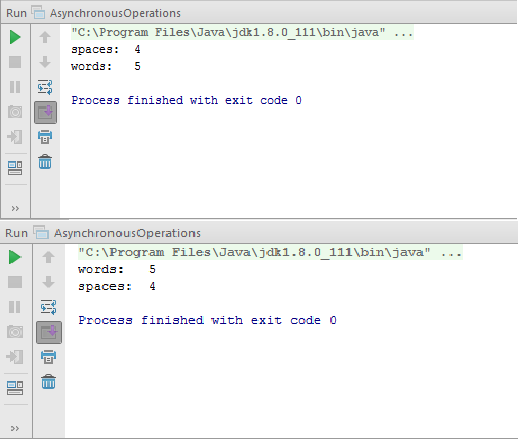 Run AsynchronousOperations
"C:\Program Files\Java\jdk1.8.0_111\bin\java" ...
spaces: 4
words: 5
Process finished with exit code 0
Run AsynchronousOperations
"C:\Program Files\Java\jdk1.8.0_111\bin\java" ...
words: 5
spaces: 4
Process finished with exit code 0